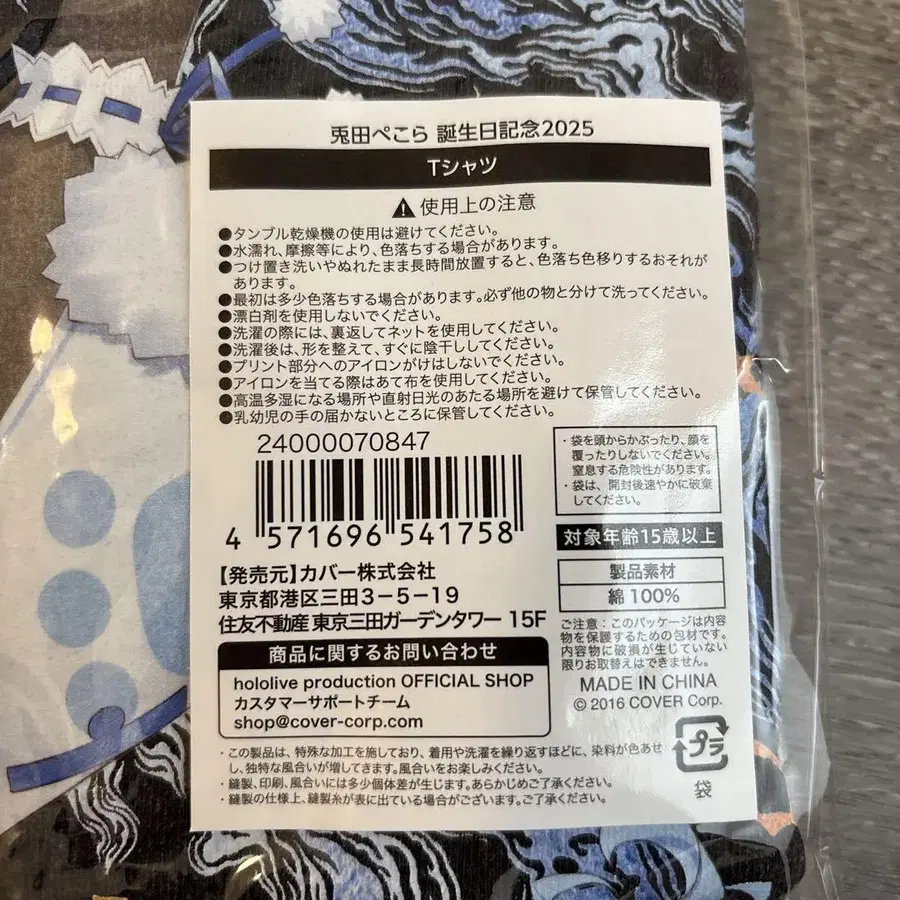 兎田ぺこら 誕生日記念2025
Tシャツ
使用上の注意
●タンブル乾燥機の使用は避けてください。
●水濡れ、摩擦等により、色落ちする場合があります。
●つけ置き洗いやぬれたまま長時間放置すると、色落ち色移りするおそれが
あります。
●最初は多少色落ちする場合があります。必ず他の物と分けて洗ってください。
●漂白剤を使用しないでください。
●洗濯の際には、裏返してネットを使用してください。
●洗濯後は、形を整えて、すぐに陰干ししてください。
●プリント部分へのアイロンがけはしないでください。
●アイロンを当てる際はあて布を使用してください。
●高温多湿になる場所や直射日光のあたる場所を避けて保管してください。
●乳幼児の手の届かないところに保管してください。
24000070847
4 571696 541758
・袋を頭からかぶったり、顔を
覆ったりしないでください。
窒息する危険性があります。
・袋は、開封後速やかに破棄
してください。
対象年齢15歳以上
製品素材
綿100%
【発売元】カバー株式会社
東京都港区三田3-5-19
住友不動産 東京三田ガーデンタワー 15F
商品に関するお問い合わせ
hololive production OFFICIAL SHOP
カスタマーサポートチーム
shop@cover-corp.com
ご注意:このパッケージは内容
物を保護するための包材です。
内容物に破損が生じていない
限りお取替えはできません。
MADE IN CHINA
© 2016 COVER Corp.
プラ
袋
・この製品は、特殊な加工を施しており、着用や洗濯を繰り返すほどに、染料が色あせ
し、独特な風合いが増してきます。風合いをお楽しみください。
・縫製、印刷、風合いには多少個体差が生じます。あらかじめご了承ください。
・縫製の仕様上、縫製糸が表に出ている場合がございます。ご了承ください。